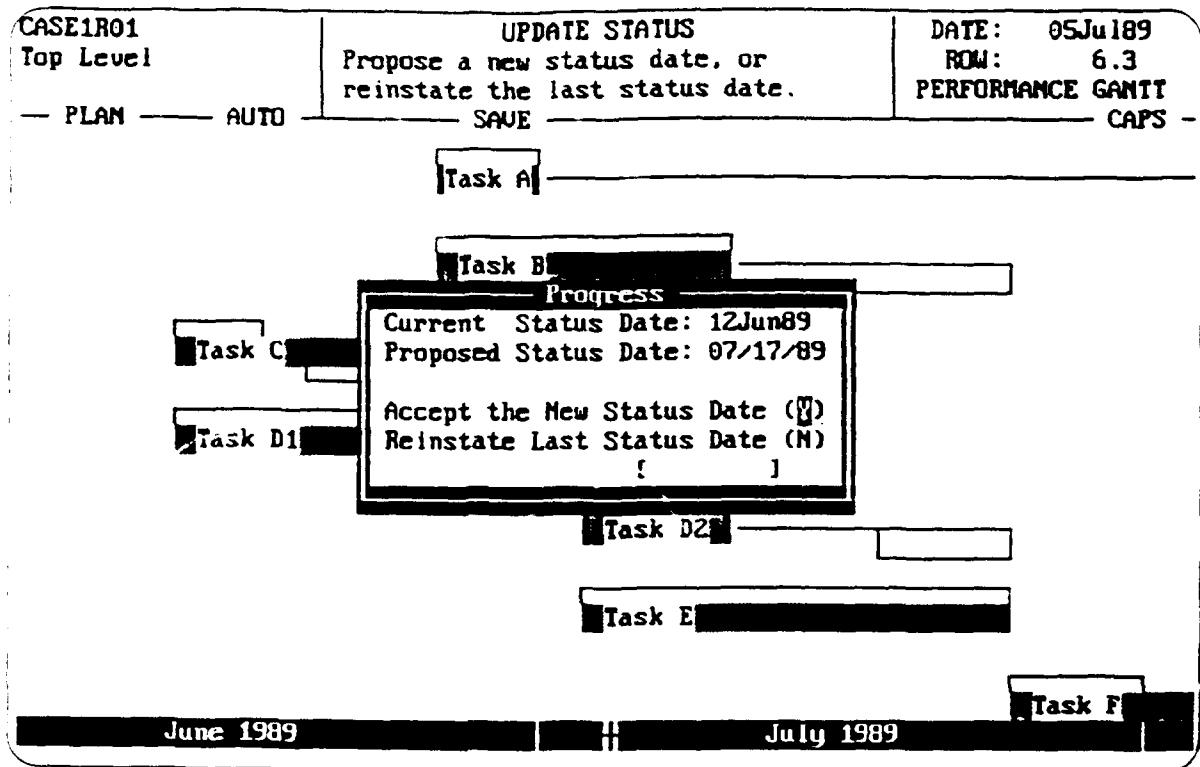 CASE1R01 UPDATE STATUS DATE: 05Jul89
Top Level Propose a new status date, or ROW: 6.3
reinstate the last status date. PERFORMANCE GANTT
PLAN AUTO SAVE CAPS
Task A
Task B
Progress
Current Status Date: 12Jun89
Task C
Proposed Status Date: 07/17/89
Accept the New Status Date (Y)
Task D1
Reinstate Last Status Date (N)
[ ]
Task D2
Task E
Task F
June 1989 July 1989